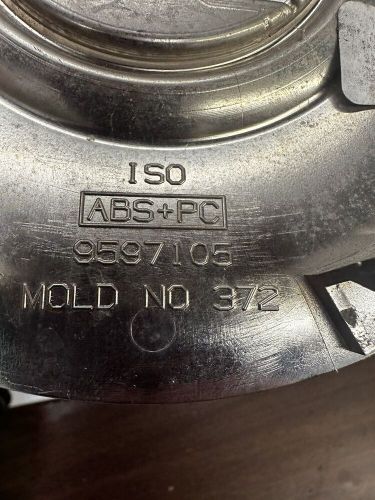 ISO
ABS+PC
9597105
MOLD NO 372